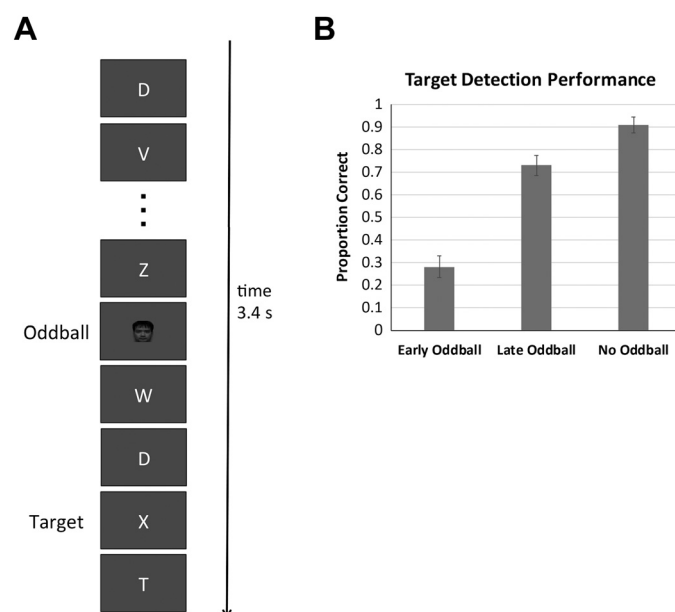 A
D
V
Z
Oddball
W
D
Target
X
T
time
3.4 s
B
Target Detection Performance
Proportion Correct
1
0.9
0.8
0.7
0.6
0.5
0.4
0.3
0.2
0.1
0
Early Oddball Late Oddball No Oddball